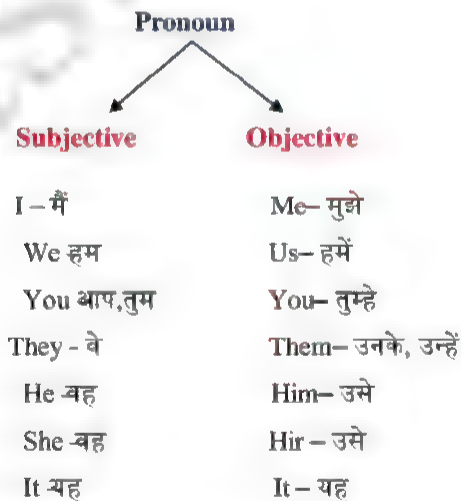 Pronoun
Subjective
Objective
I – मैं
Me– मुझे
We हम
Us– हमें
You आप,तुम
You– तुम्हे
They - वे
Them– उनके, उन्हें
He वह
Him– उसे
She वह
Hir – उसे
It यह
It – यह